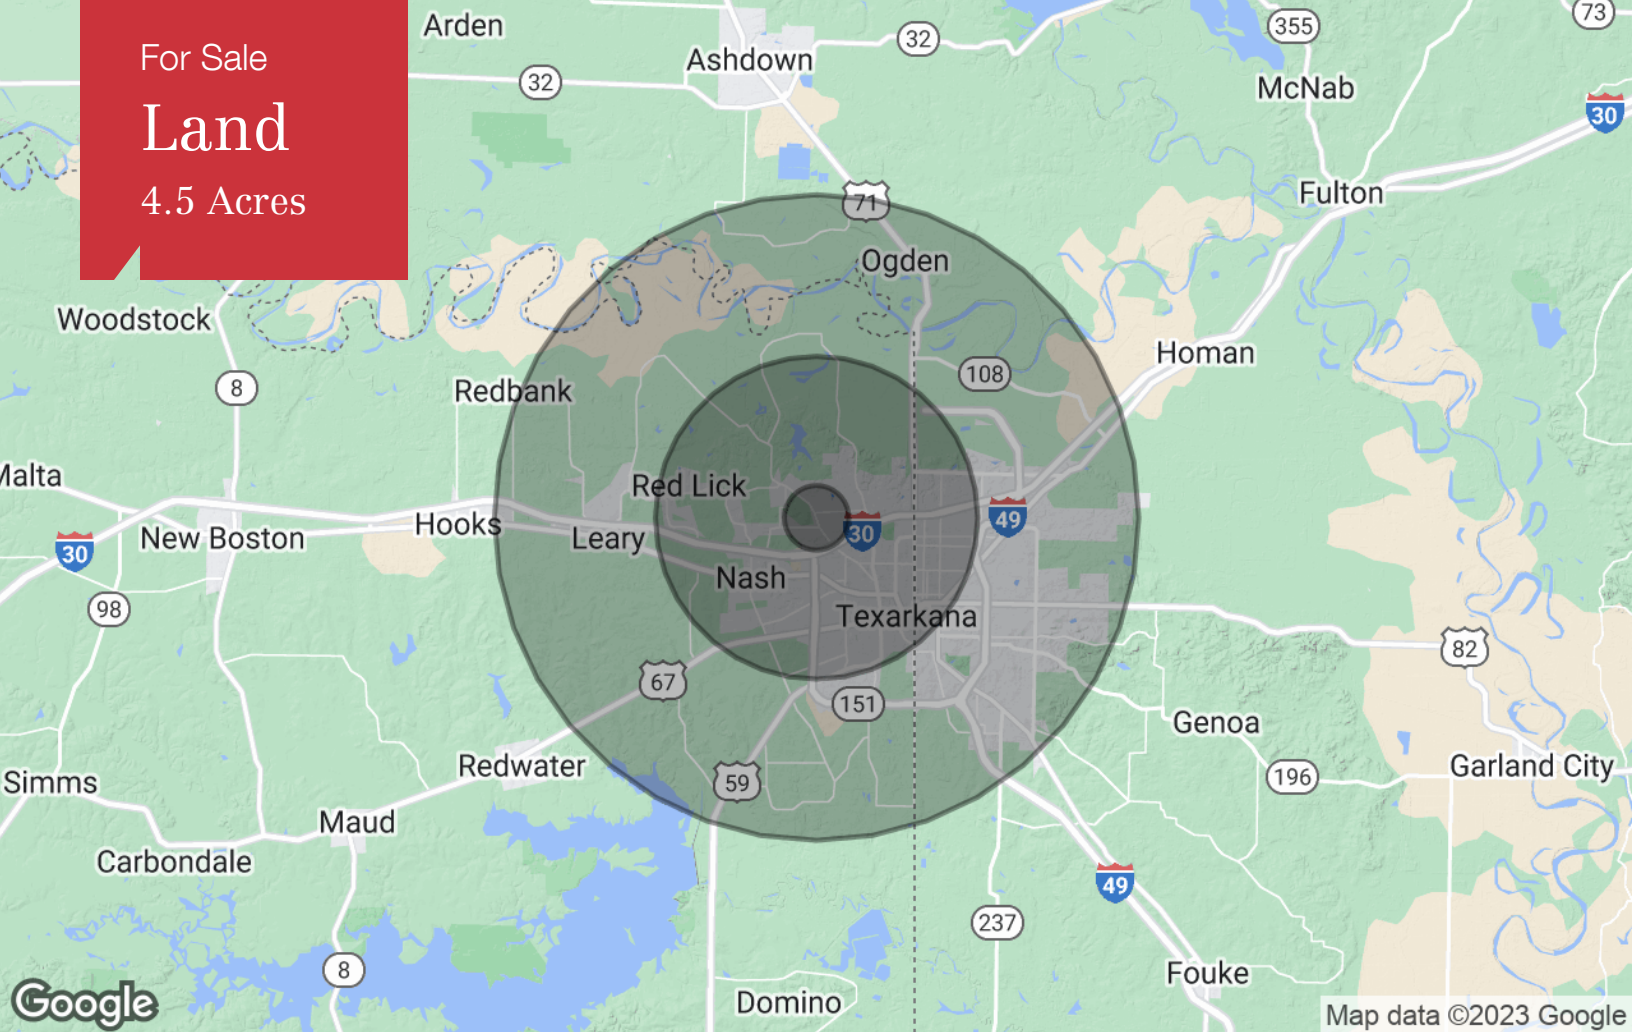 For Sale
Land
4.5 Acres
Arden
Ashdown
32
355
73
McNab
32
30
Fulton
71
Ogden
Woodstock
Homan
8
Redbank
108
Malta
Red Lick
New Boston
Hooks
Leary
30
49
30
Nash
98
Texarkana
82
67
151
Genoa
Redwater
Garland City
Simms
59
196
Maud
Carbondale
49
237
8
Fouke
Domino
Google
Map data ©2023 Google